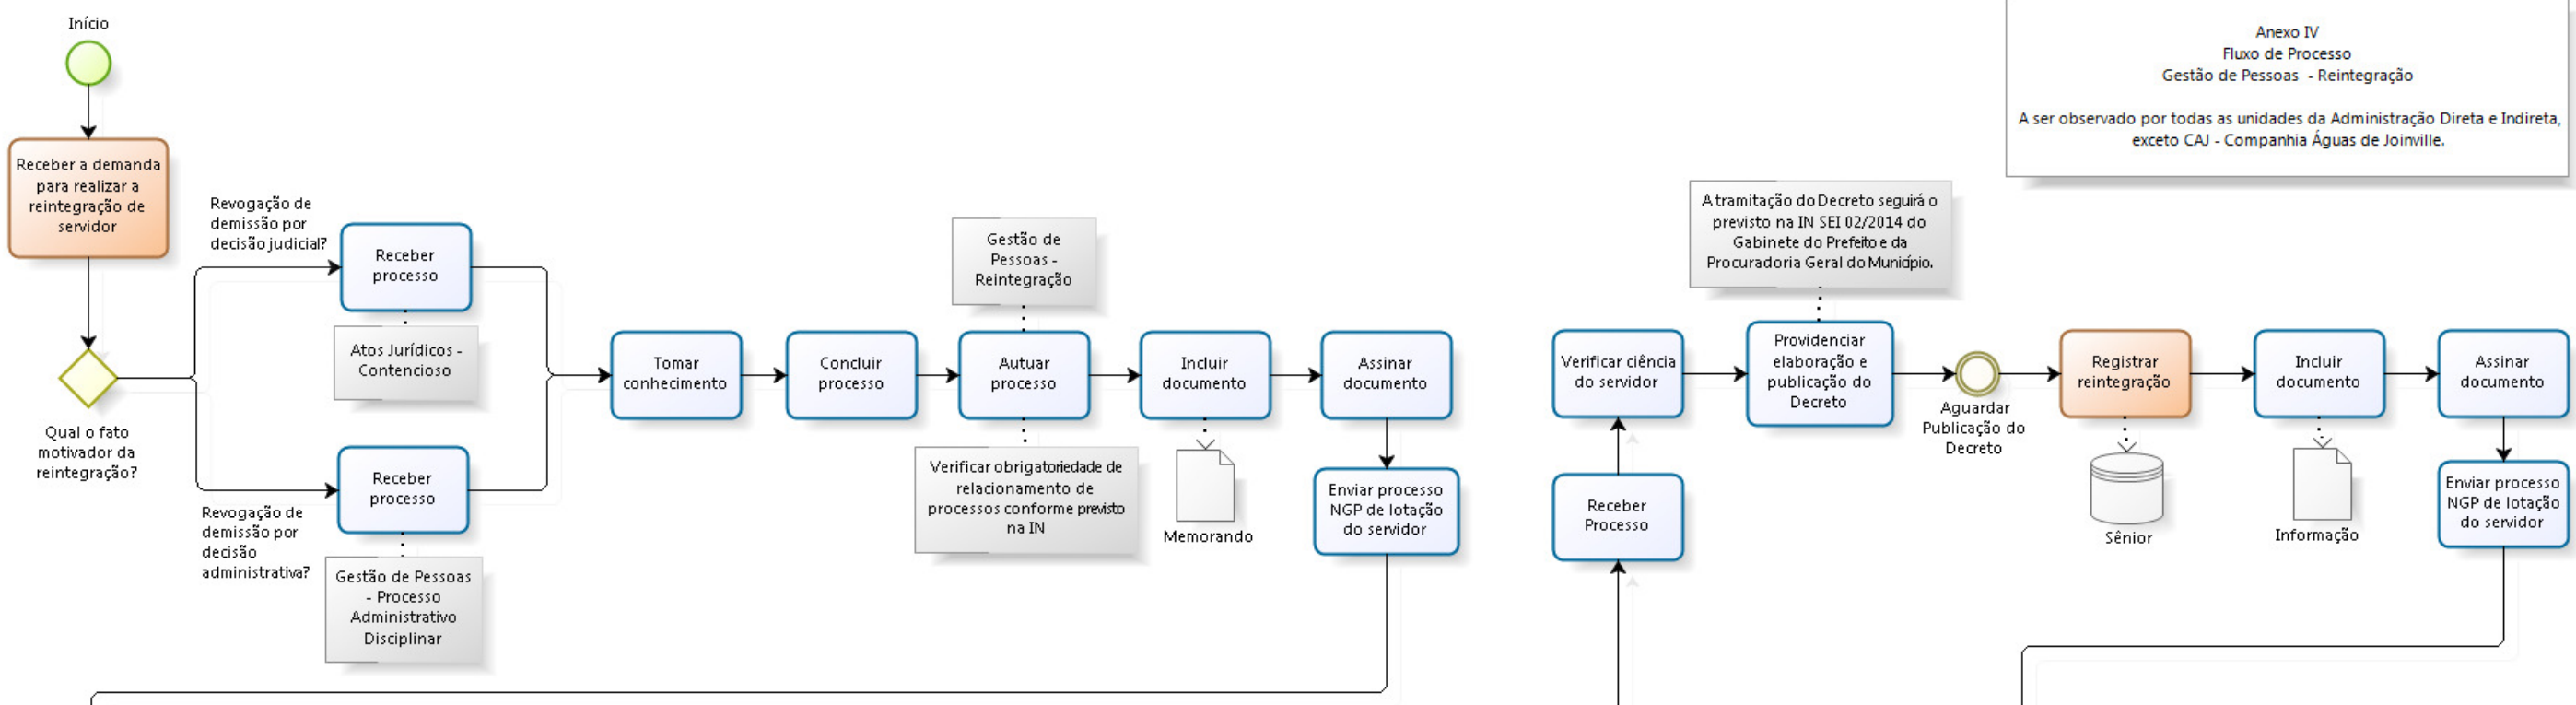 Início
Receber a demanda
para realizar a
reintegração de
servidor
Qual o fato
motivador da
reintegração?
Revogação de
demissão por
decisão judicial?
Receber
processo
Atos Jurídicos -
Contencioso
Revogação de
demissão por
decisão
administrativa?
Receber
processo
Gestão de Pessoas
- Processo
Administrativo
Disciplinar
Tomar
conhecimento
Concluir
processo
Gestão de
Pessoas -
Reintegração
Autuar
processo
Verificar obrigatoriedade de
relacionamento de
processos conforme previsto
na IN
Incluir
documento
Memorando
Assinar
documento
Enviar processo
NGP de lotação
do servidor
Receber
Processo
Verificar ciência
do servidor
A tramitação do Decreto seguirá o
previsto na IN SEI 02/2014 do
Gabinete do Prefeito e da
Procuradoria Geral do Município.
Providenciar
elaboração e
publicação do
Decreto
Aguardar
Publicação do
Decreto
Registrar
reintegração
Sênior
Incluir
documento
Informação
Assinar
documento
Enviar processo
NGP de lotação
do servidor
Anexo IV
Fluxo de Processo
Gestão de Pessoas - Reintegração
A ser observado por todas as unidades da Administração Direta e Indireta,
exceto CAJ - Companhia Águas de Joinville.